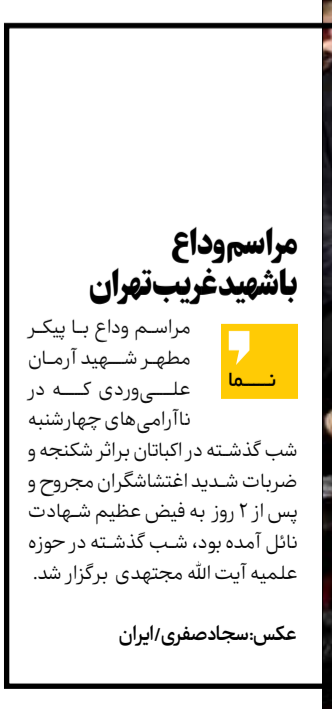 مراسم وداع
با شهید غریب تهران
نما
مراسم وداع با پیکر
مطهر شهید آرمان
علی‌وردی که در
ناآرامی‌های چهارشنبه
شب گذشته در اکباتان براثر شکنجه و
ضربات شدید اغتشاشگران مجروح و
پس از ۲ روز به فیض عظیم شهادت
نائل آمده بود، شب گذشته در حوزه
علمیه آیت الله مجتهدی برگزار شد.
عکس:سجادصفری/ایران